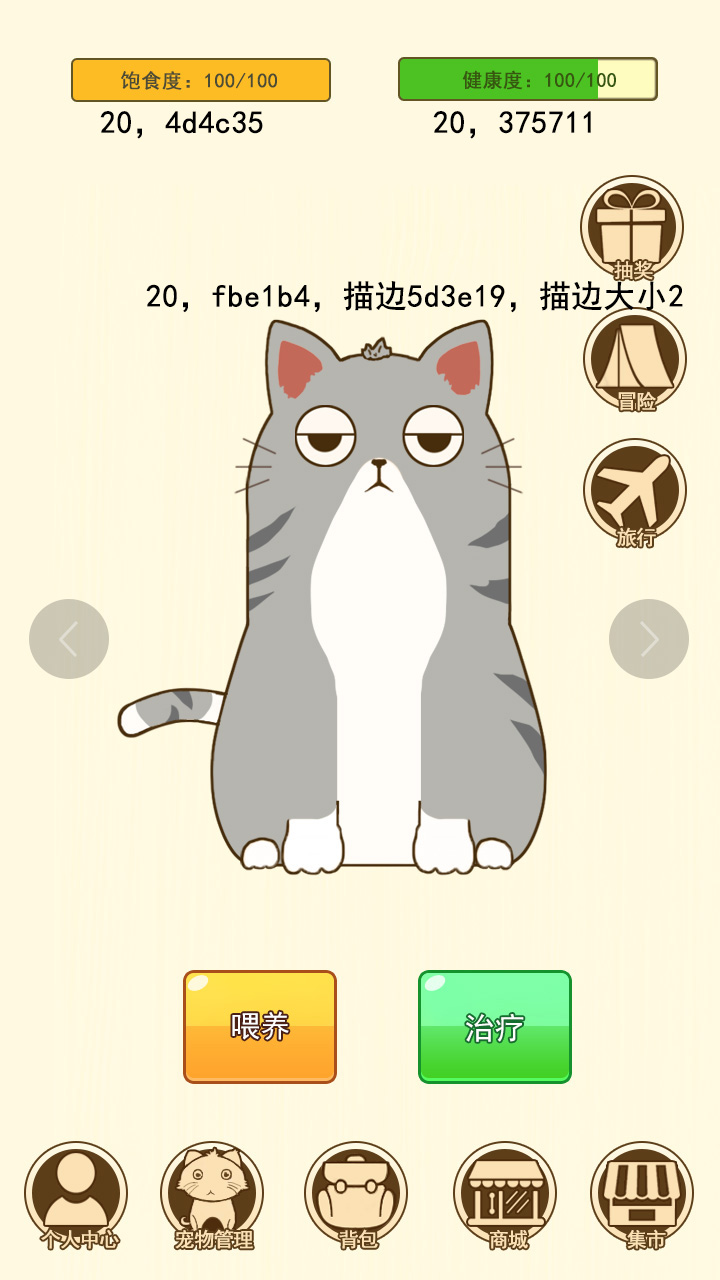 饱食度：100/100
健康度：100/100
20，4d4c35
20，375711
抽奖
20，fbe1b4，描边5d3e19，描边大小2
冒险
旅行
喂养
治疗
个人中心
宠物管理
背包
商城
集市